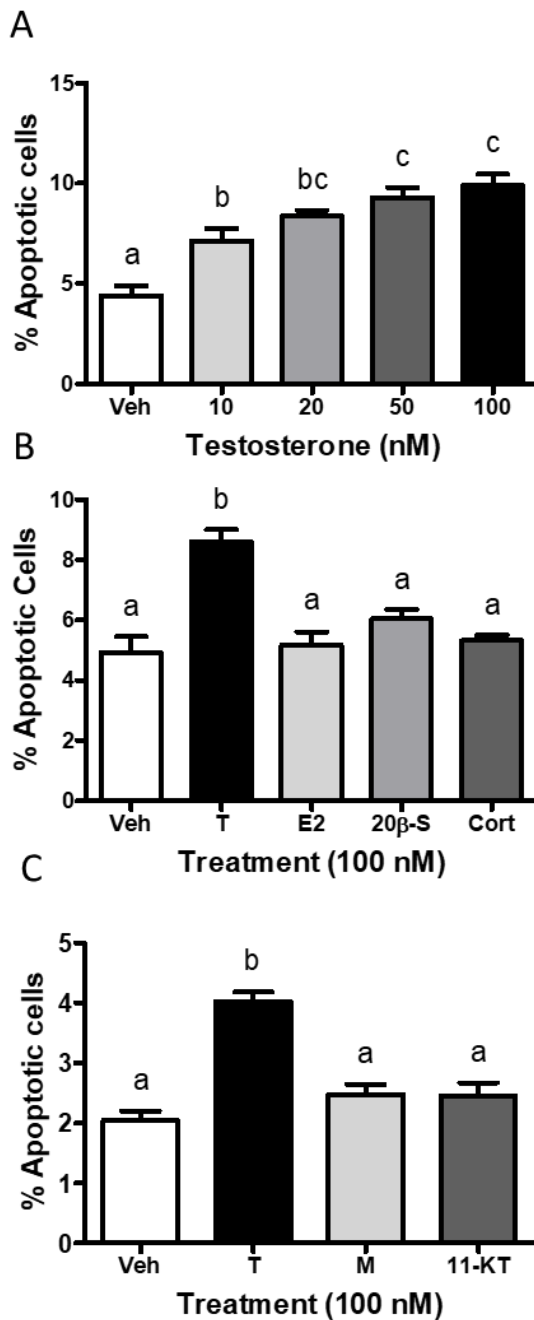 A
15
c
c
bc
b
10
a
5
0
% Apoptotic cells
Veh 10 20 50 100
Testosterone (nM)
B
10
b
8
a
a
a
a
6
4
2
0
% Apoptotic Cells
Veh T E2 20β-S Cort
Treatment (100 nM)
C
5
b
4
a
a
a
3
2
1
0
% Apoptotic cells
Veh T M 11-KT
Treatment (100 nM)